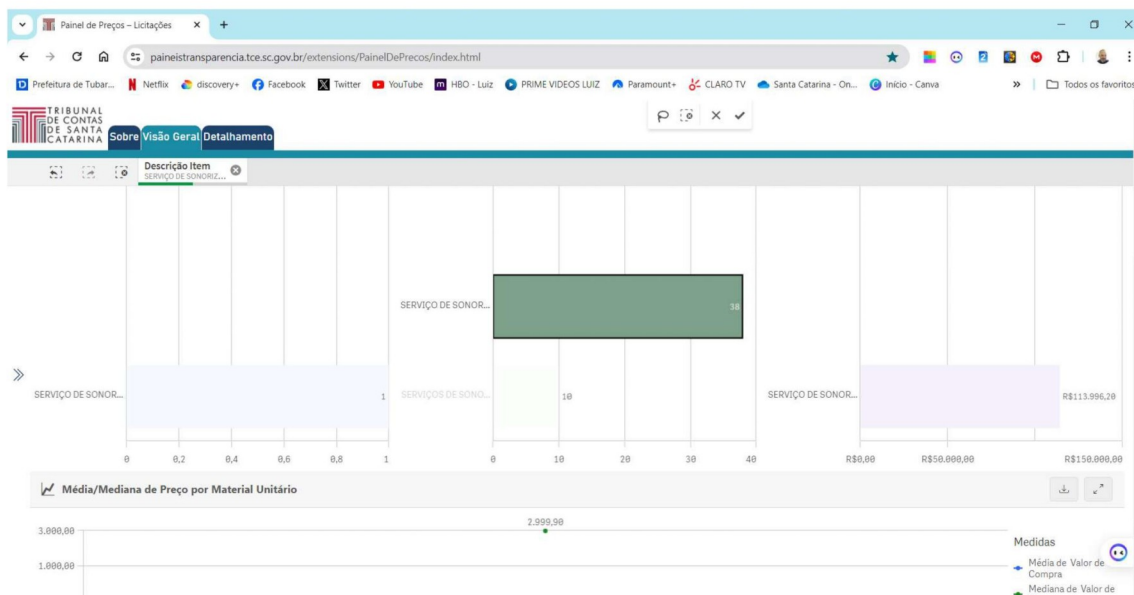 Painel de Preços – Licitações
paineistransparencia.tce.sc.gov.br/extensions/PainelDePrecos/index.html
Prefeitura de Tubar... Netflix discovery+ Facebook Twitter YouTube HBO - Luiz PRIME VIDEOS LUIZ Paramount+ CLARO TV Santa Catarina - On... Início - Canva » Todos os favoritos
TRIBUNAL
DE CONTAS
DE SANTA
CATARINA
Sobre Visão Geral Detalhamento
Descrição Item
SERVIÇO DE SONORIZ...
SERVIÇO DE SONOR... 38
SERVIÇO DE SONOR... 1 SERVIÇOS DE SONO... 10 SERVIÇO DE SONOR... R$113.996,20
0 0,2 0,4 0,6 0,8 1 0 10 20 30 40 R$0,00 R$50.000,00 R$150.000,00
Média/Mediana de Preço por Material Unitário
2.999,90
3.000,00
1.000,00
Medidas
Média de Valor de
Compra
Mediana de Valor de